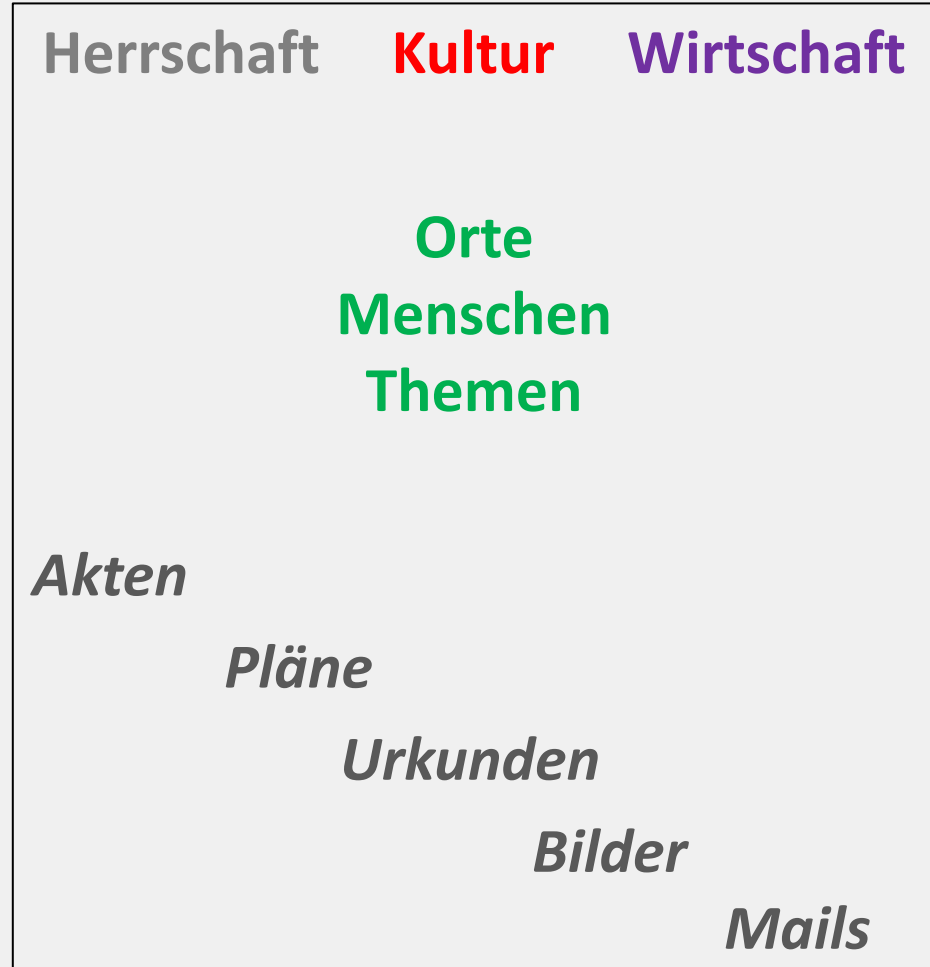 Herrschaft Kultur Wirtschaft
Orte
Menschen
Themen
Akten
Pläne
Urkunden
Bilder
Mails